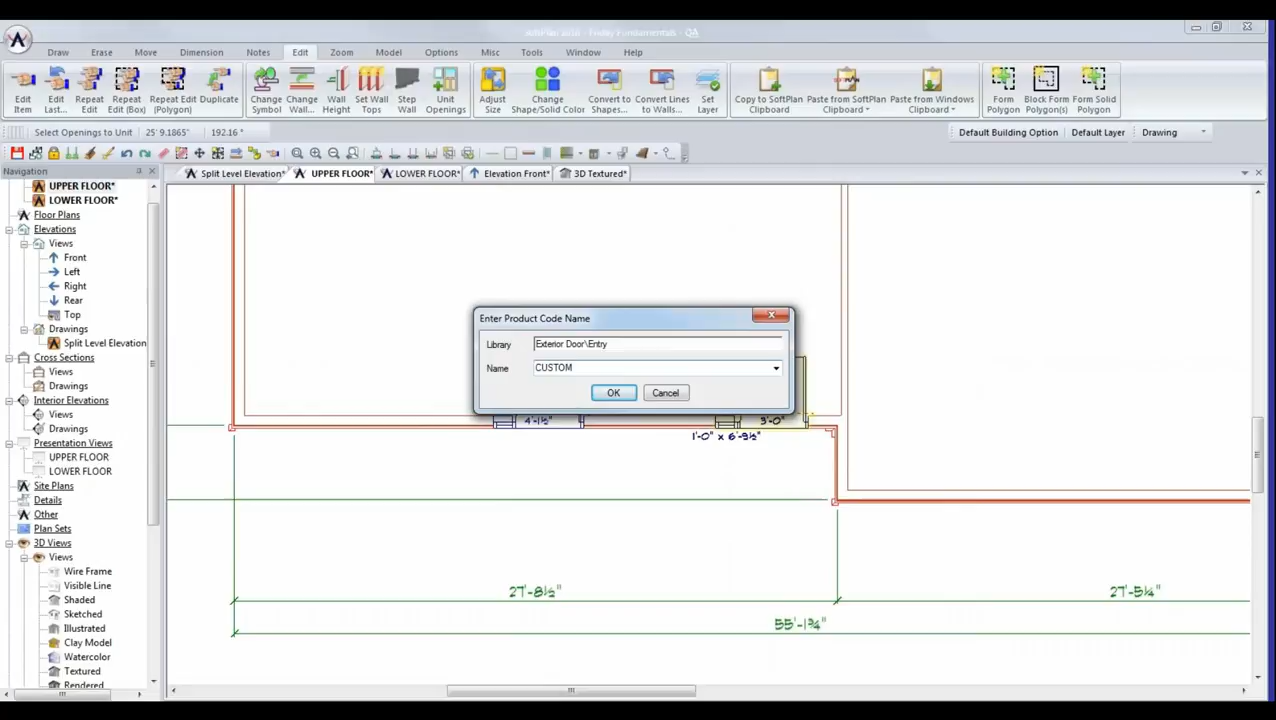 SoftPlan 2016 - Friday Fundamentals - QA
Draw Erase Move Dimension Notes Edit Zoom Model Options Misc Tools Window Help
Edit Item
Edit Last...
Repeat Edit
Repeat Edit (Box)
Repeat Edit (Polygon)
Duplicate
Change Symbol
Change Wall...
Wall Height
Set Wall Tops
Step Wall
Unit Openings
Adjust Size
Change Shape/Solid Color
Convert to Shapes...
Convert Lines to Walls...
Set Layer
Copy to SoftPlan Clipboard
Paste from SoftPlan Clipboard
Paste from Windows Clipboard
Form Polygon
Block Form Polygon(s)
Form Solid Polygon
Select Openings to Unit 25' 9.1865" 192.16 ° Default Building Option Default Layer Drawing
Navigation
Split Level Elevation* UPPER FLOOR* LOWER FLOOR* Elevation Front* 3D Textured*
UPPER FLOOR*
LOWER FLOOR*
Floor Plans
Elevations
Views
Front
Left
Right
Rear
Top
Drawings
Split Level Elevation
Cross Sections
Views
Drawings
Interior Elevations
Views
Drawings
Presentation Views
UPPER FLOOR
LOWER FLOOR
Site Plans
Details
Other
Plan Sets
3D Views
Views
Wire Frame
Visible Line
Shaded
Sketched
Illustrated
Clay Model
Watercolor
Textured
Rendered
Enter Product Code Name
Library Exterior Door\Entry
Name CUSTOM
OK Cancel
4'-1½" 3'-0"
1'-0" x 6'-9½"
27'-8½" 27'-5¼"
55'-1¾"